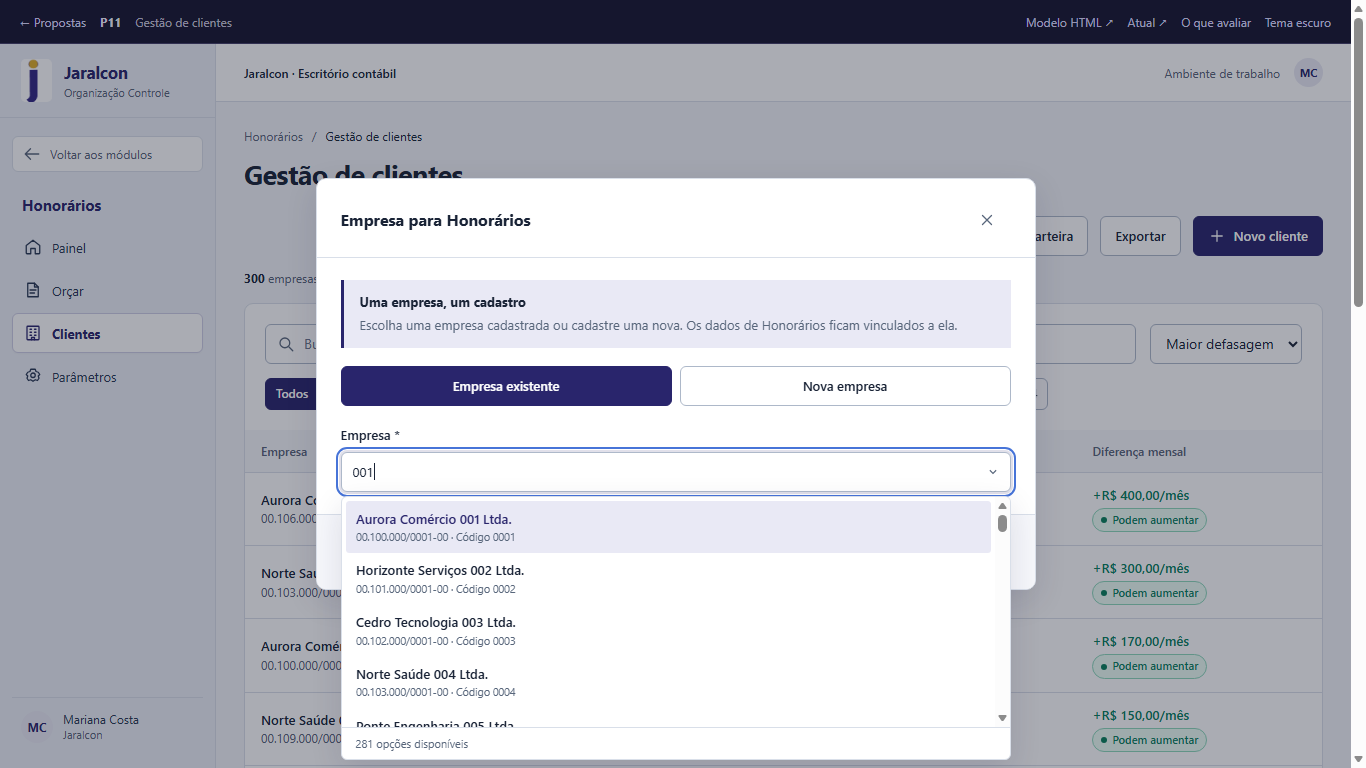 ← Propostas P11 Gestão de clientes Modelo HTML ↗ Atual ↗ O que avaliar Tema escuro
Jaralcon
Organização Controle
Jaralcon · Escritório contábil Ambiente de trabalho MC
← Voltar aos módulos
Honorários
Painel
Orçar
Clientes
Parâmetros
MC Mariana Costa
Jaralcon
Honorários / Gestão de clientes
Gestão de clientes
Exportar
+ Novo cliente
300 empresas
Maior defasagem
Todos
Empresa Diferença mensal
+R$ 400,00/mês
Podem aumentar
+R$ 300,00/mês
Podem aumentar
+R$ 170,00/mês
Podem aumentar
Norte Saúde +R$ 150,00/mês
Podem aumentar
Empresa para Honorários
Uma empresa, um cadastro
Escolha uma empresa cadastrada ou cadastre uma nova. Os dados de Honorários ficam vinculados a ela.
Empresa existente Nova empresa
Empresa *
001
Aurora Comércio 001 Ltda.
00.100.000/0001-00 · Código 0001
Horizonte Serviços 002 Ltda.
00.101.000/0001-00 · Código 0002
Cedro Tecnologia 003 Ltda.
00.102.000/0001-00 · Código 0003
Norte Saúde 004 Ltda.
00.103.000/0001-00 · Código 0004
Ponte Engenharia 005 Ltda.
281 opções disponíveis